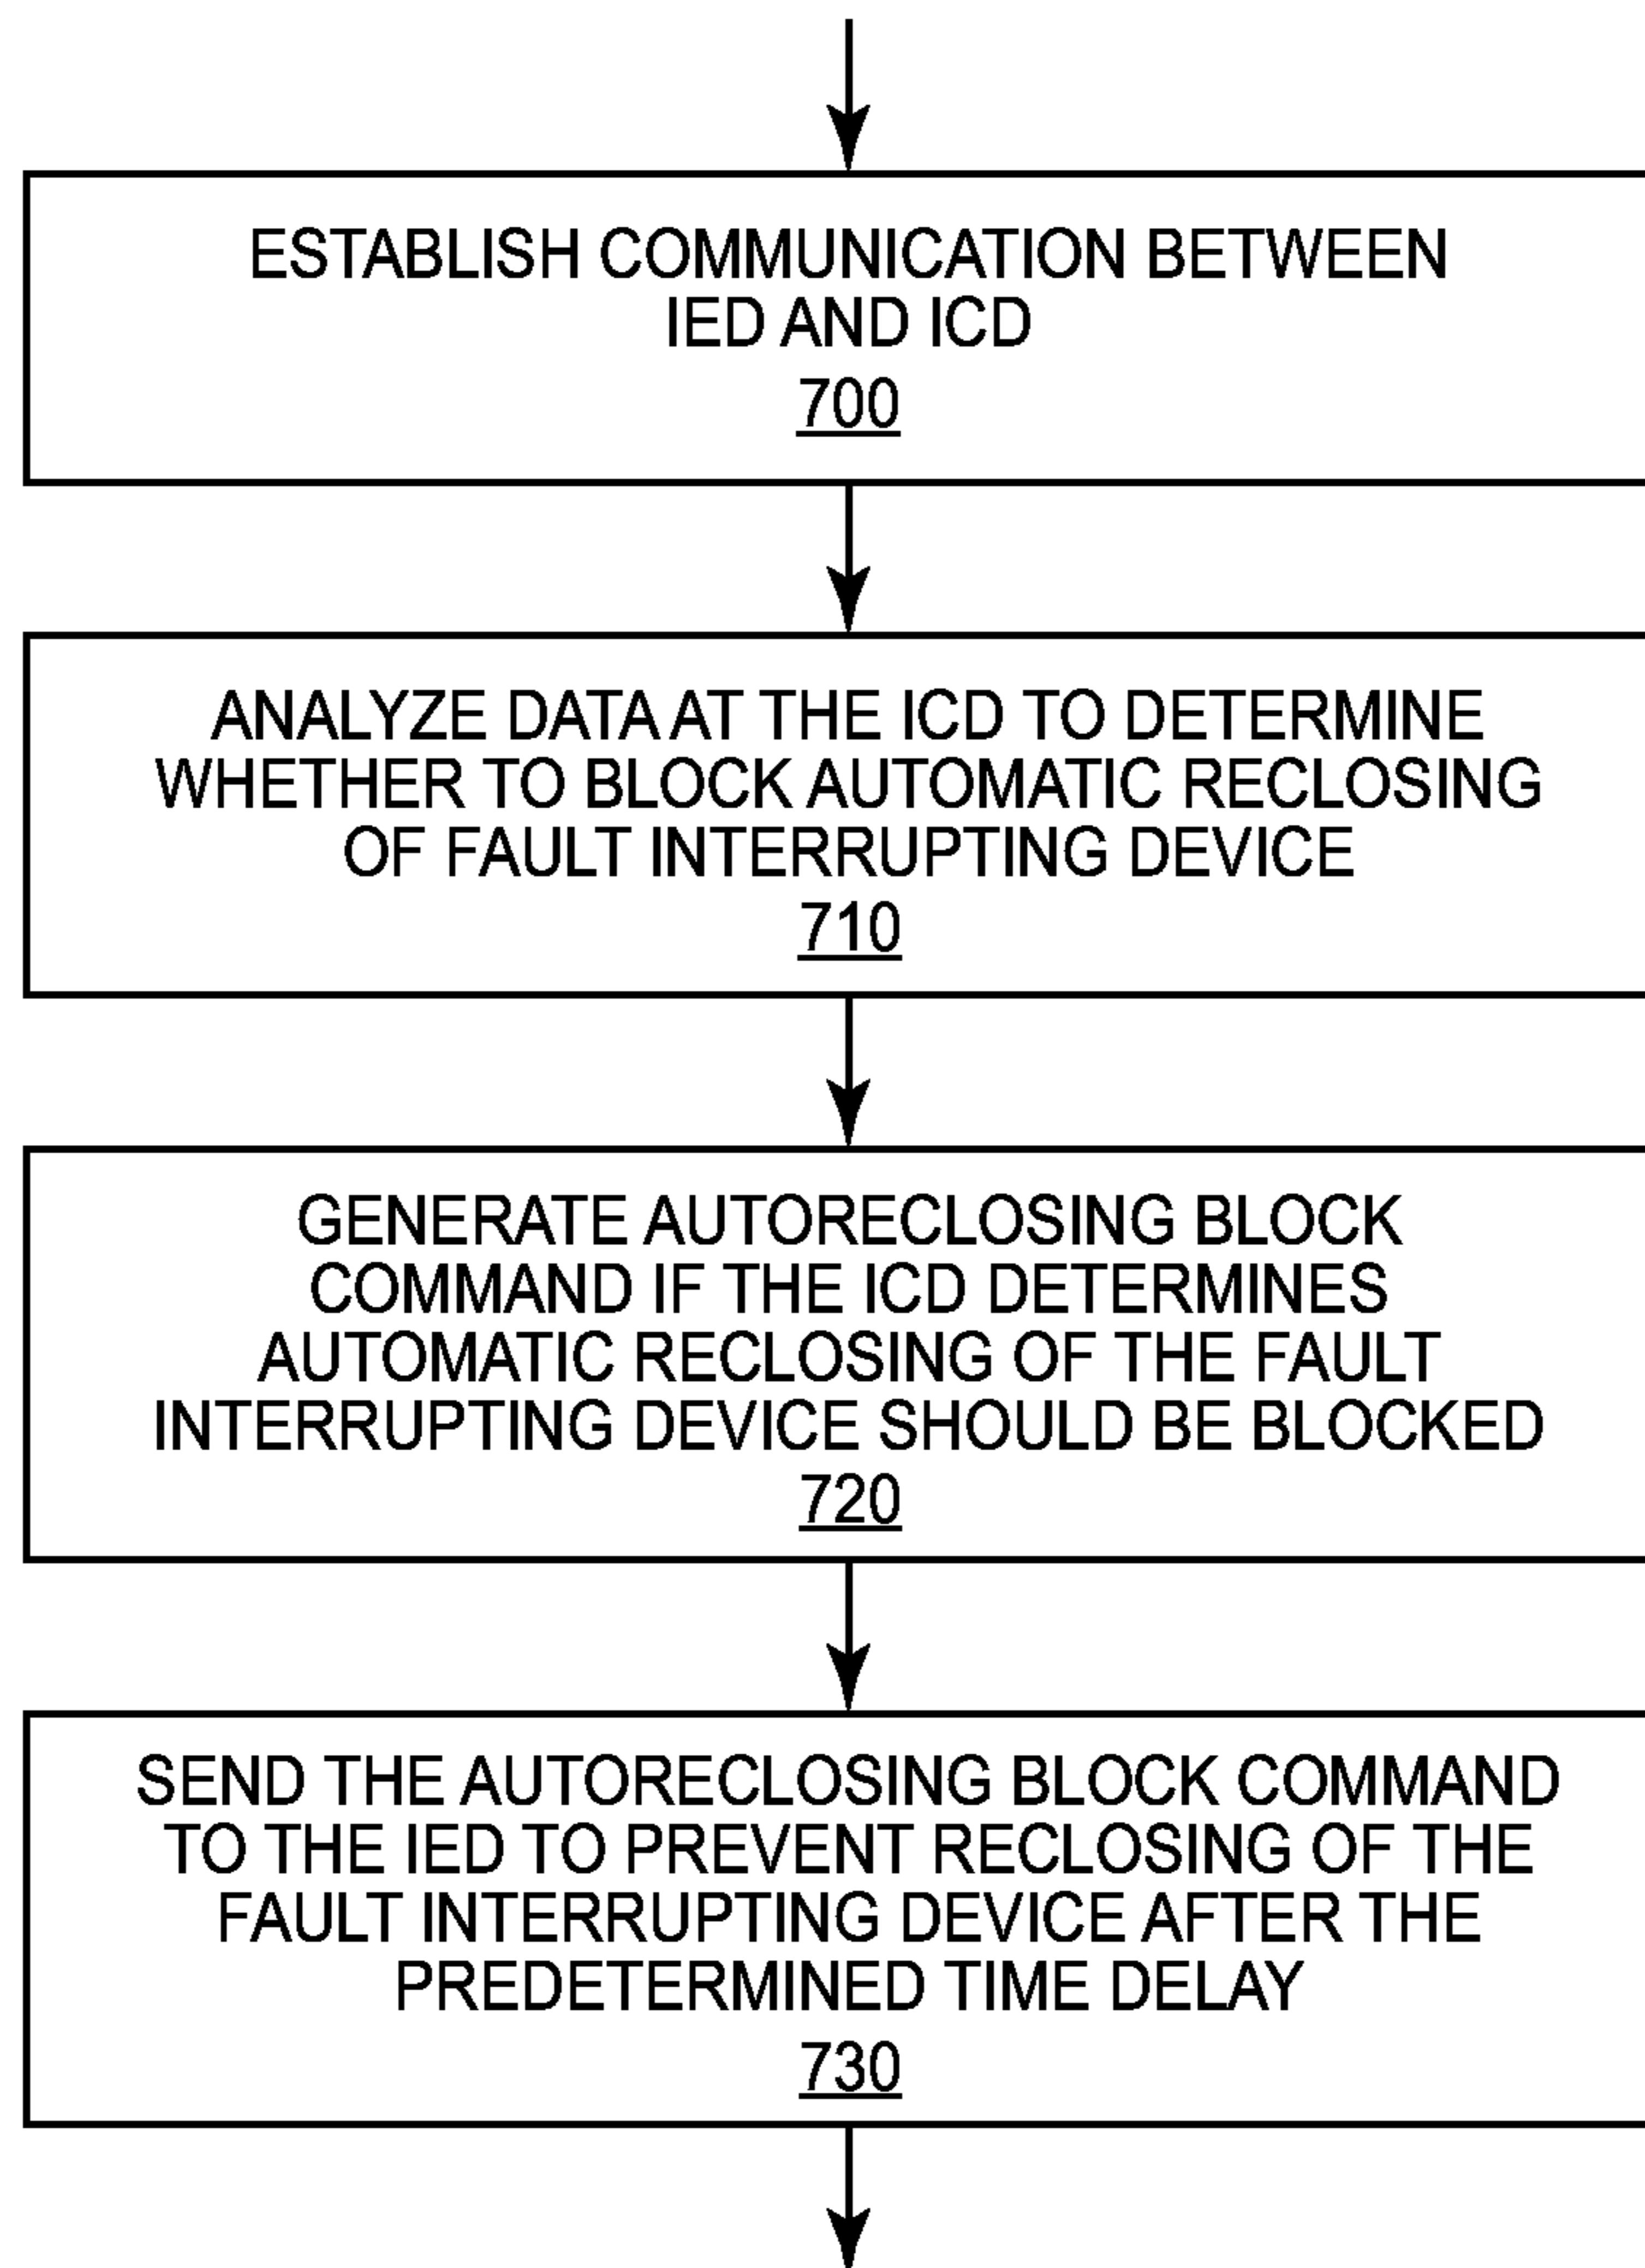 ESTABLISH COMMUNICATION BETWEEN
IED AND ICD
700
ANALYZE DATA AT THE ICD TO DETERMINE
WHETHER TO BLOCK AUTOMATIC RECLOSING
OF FAULT INTERRUPTING DEVICE
710
GENERATE AUTORECLOSING BLOCK
COMMAND IF THE ICD DETERMINES
AUTOMATIC RECLOSING OF THE FAULT
INTERRUPTING DEVICE SHOULD BE BLOCKED
720
SEND THE AUTORECLOSING BLOCK COMMAND
TO THE IED TO PREVENT RECLOSING OF THE
FAULT INTERRUPTING DEVICE AFTER THE
PREDETERMINED TIME DELAY
730